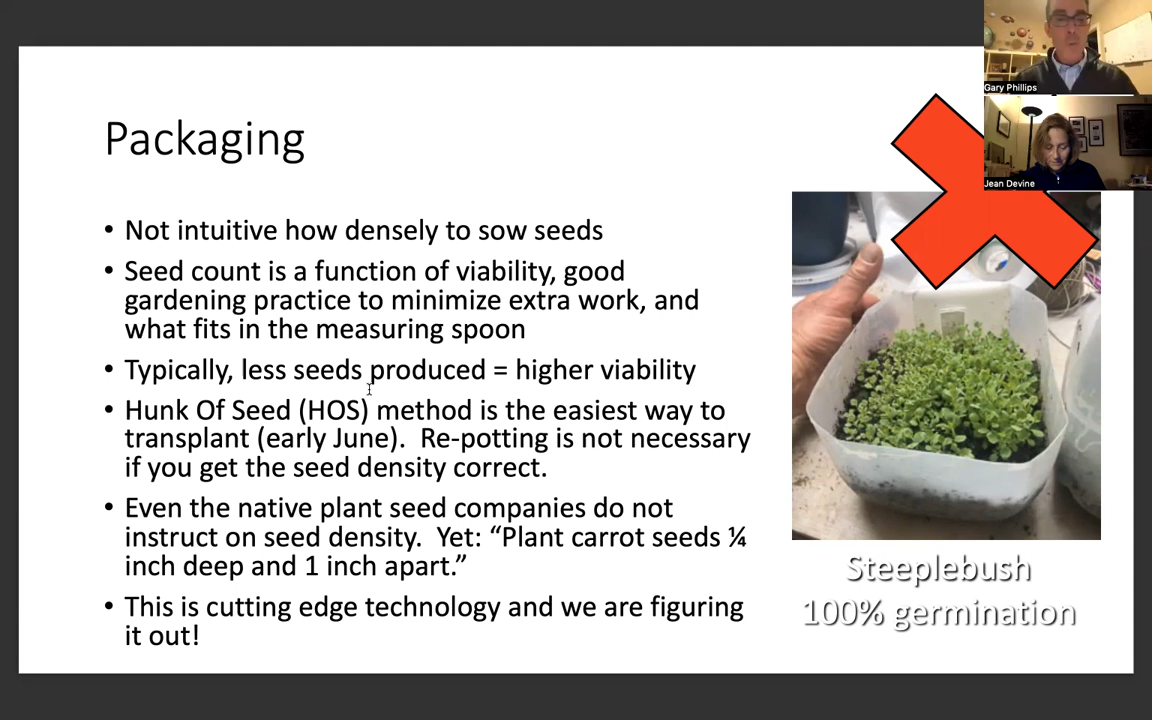 Packaging
• Not intuitive how densely to sow seeds
• Seed count is a function of viability, good
gardening practice to minimize extra work, and
what fits in the measuring spoon
• Typically, less seeds produced = higher viability
• Hunk Of Seed (HOS) method is the easiest way to
transplant (early June).  Re-potting is not necessary
if you get the seed density correct.
• Even the native plant seed companies do not
instruct on seed density.  Yet: “Plant carrot seeds ¼
inch deep and 1 inch apart.”
• This is cutting edge technology and we are figuring
it out!
Gary Phillips
Jean Devine
Steeplebush
100% germination